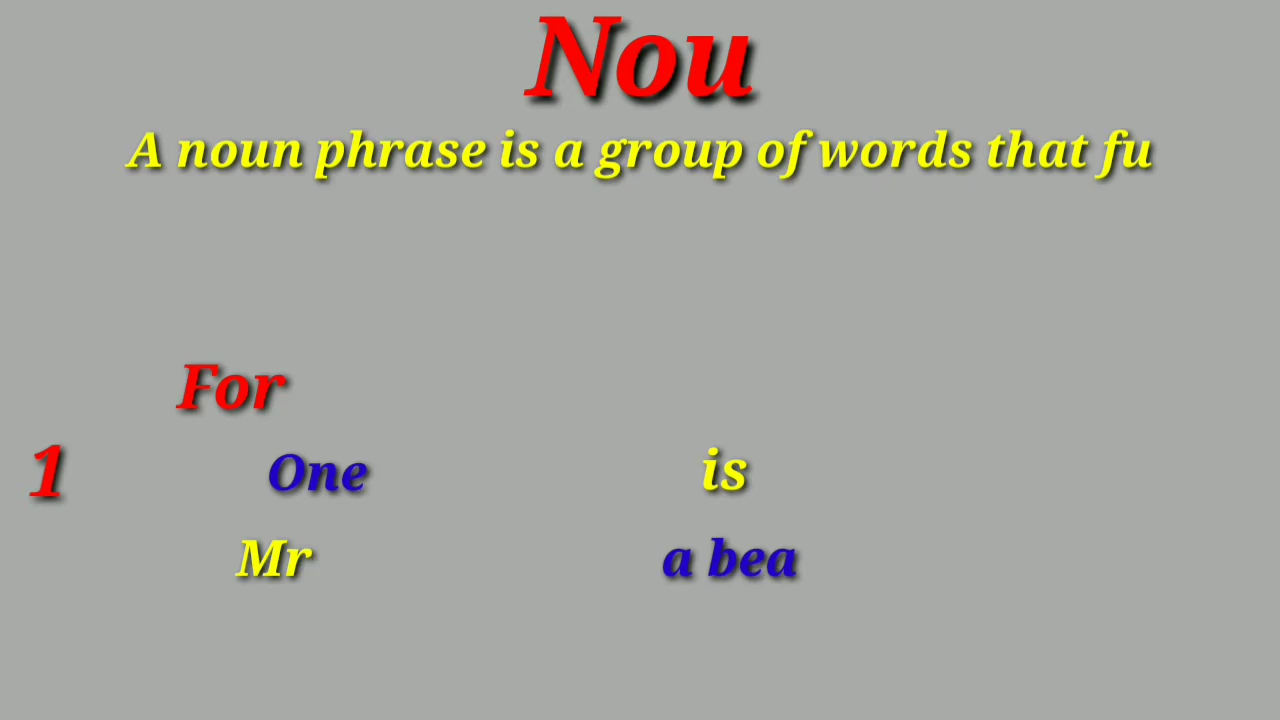 Nou
A noun phrase is a group of words that fu
For
1 One is
Mr a bea